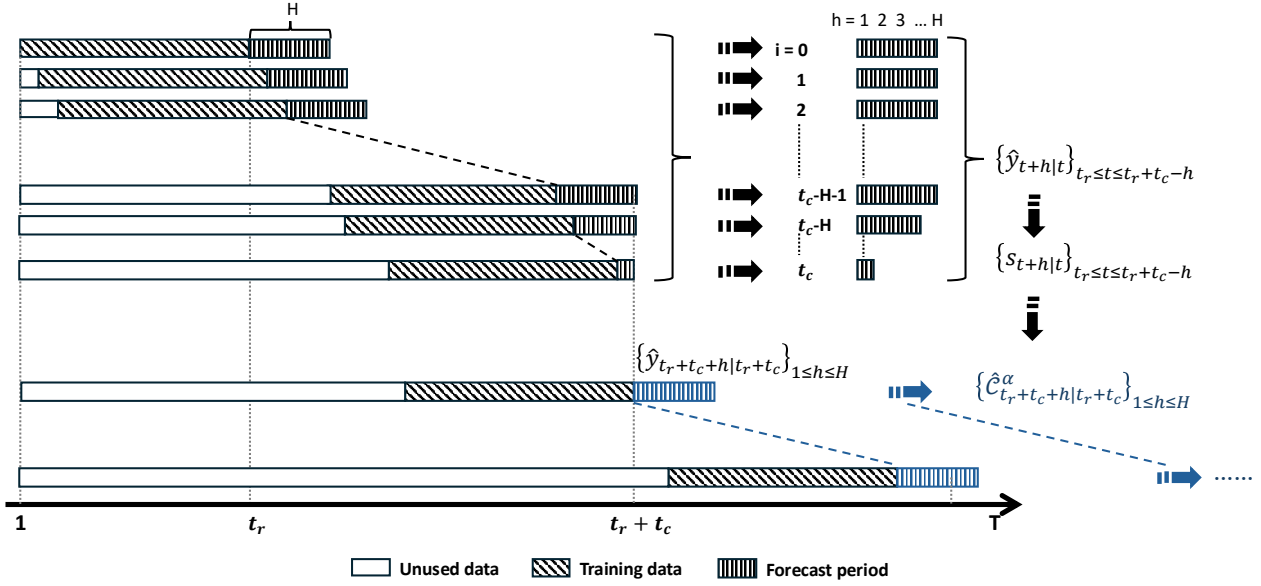 H
h = 1 2 3 ... H
i = 0
1
2
{ŷ_{t+h|t}}_{t_r≤t≤t_r+t_c−h}
t_c-H-1
t_c-H
t_c
{s_{t+h|t}}_{t_r≤t≤t_r+t_c−h}
{ŷ_{t_r+t_c+h|t_r+t_c}}_{1≤h≤H}
{Ĉ^α_{t_r+t_c+h|t_r+t_c}}_{1≤h≤H}
......
1 t_r t_r + t_c T
Unused data Training data Forecast period